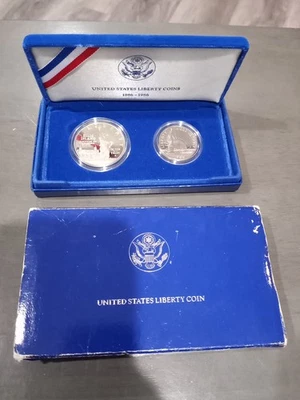 UNITED STATES LIBERTY COINS
1886-1986
UNITED STATES LIBERTY COIN